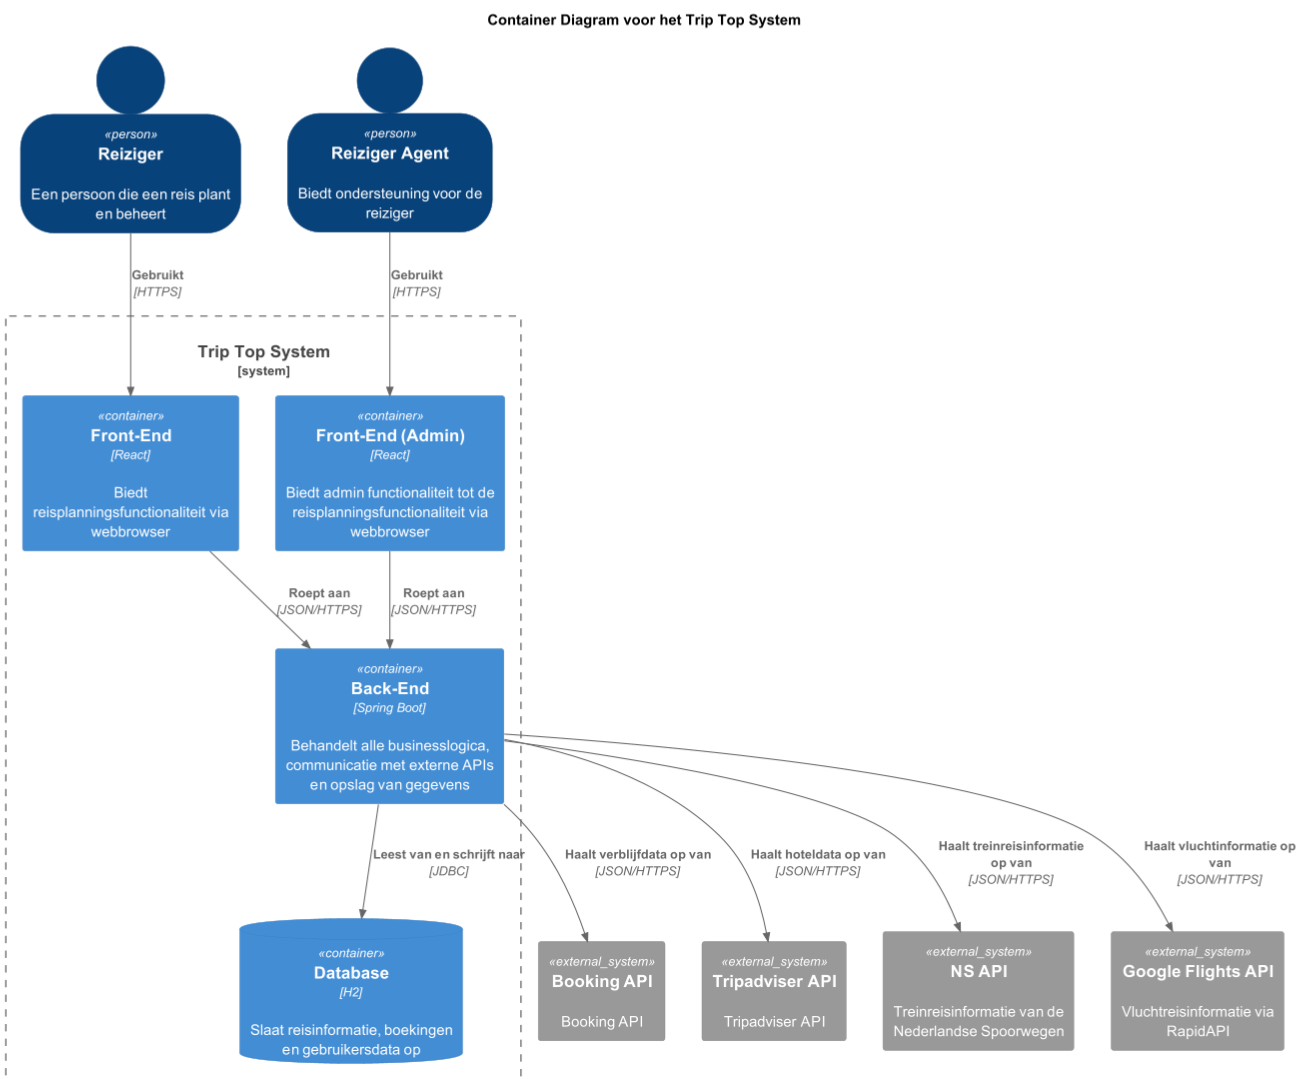 Container Diagram voor het Trip Top System
«person»
Reiziger
Een persoon die een reis plant
en beheert
«person»
Reiziger Agent
Biedt ondersteuning voor de
reiziger
Gebruikt
[HTTPS]
Gebruikt
[HTTPS]
Trip Top System
[system]
«container»
Front-End
[React]
Biedt
reisplanningsfunctionaliteit via
webbrowser
«container»
Front-End (Admin)
[React]
Biedt admin functionaliteit tot de
reisplanningsfunctionaliteit via
webbrowser
Roept aan
[JSON/HTTPS]
Roept aan
[JSON/HTTPS]
«container»
Back-End
[Spring Boot]
Behandelt alle businesslogica,
communicatie met externe APIs
en opslag van gegevens
Leest van en schrijft naar
[JDBC]
Haalt verblijfdata op van
[JSON/HTTPS]
Haalt hoteldata op van
[JSON/HTTPS]
Haalt treinreisinformatie
op van
[JSON/HTTPS]
Haalt vluchtinformatie op
van
[JSON/HTTPS]
«container»
Database
[H2]
Slaat reisinformatie, boekingen
en gebruikersdata op
«external_system»
Booking API
Booking API
«external_system»
Tripadviser API
Tripadviser API
«external_system»
NS API
Treinreisinformatie van de
Nederlandse Spoorwegen
«external_system»
Google Flights API
Vluchtreisinformatie via
RapidAPI